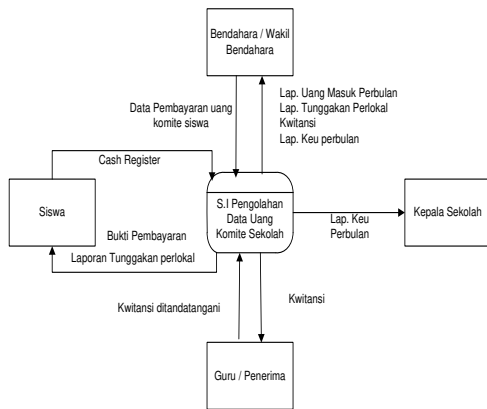 Bendahara / Wakil
Bendahara
Data Pembayaran uang
komite siswa
Lap. Uang Masuk Perbulan
Lap. Tunggakan Perlokal
Kwitansi
Lap. Keu perbulan
Cash Register
Siswa
S.I Pengolahan
Data Uang
Komite Sekolah
Lap. Keu
Perbulan
Kepala Sekolah
Bukti Pembayaran
Laporan Tunggakan perlokal
Kwitansi ditandatangani
Kwitansi
Guru / Penerima